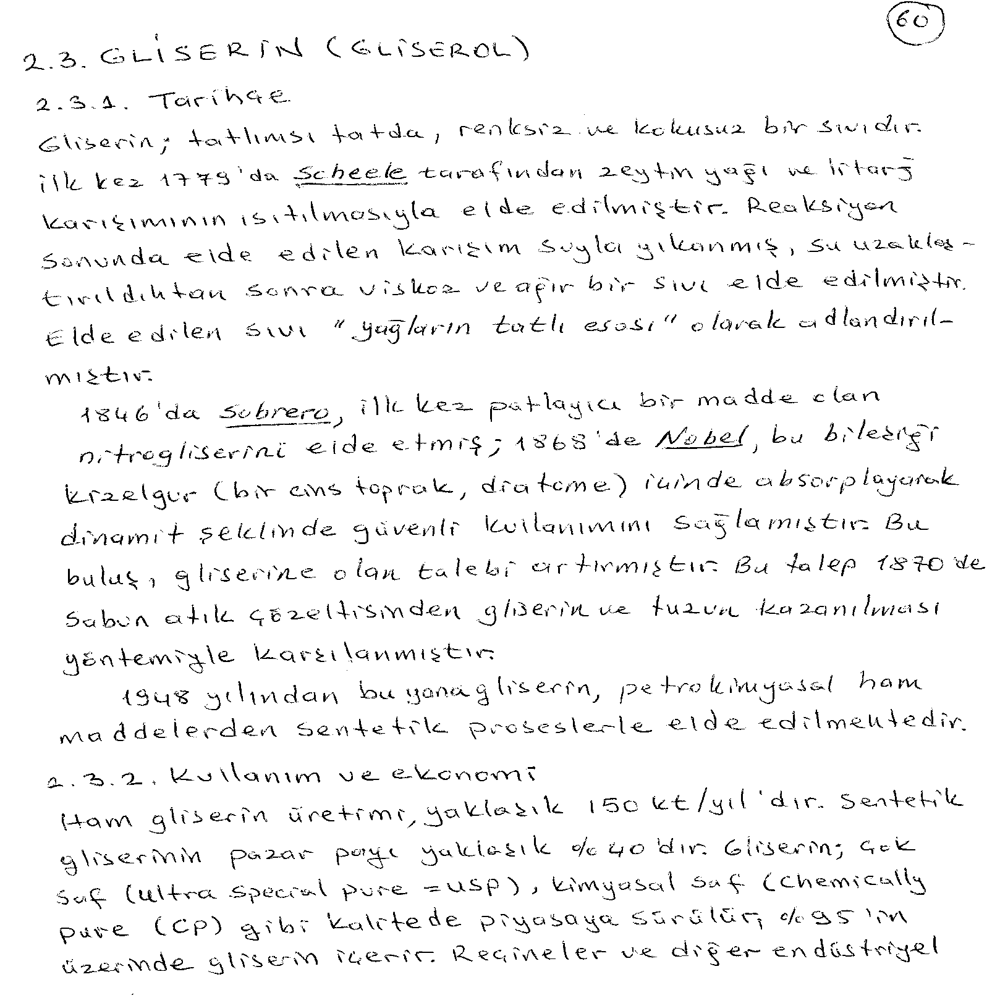 60
2.3. GLİSERİN (GLİSEROL)
2.3.1. Tarihçe
Gliserin; tatlımsı tatda, renksiz ve kokusuz bir sıvıdır.
ilk kez 1779'da Scheele tarafından zeytin yağı ve litarj
karışımının ısıtılmasıyla elde edilmiştir. Reaksiyon
sonunda elde edilen karışım suyla yıkanmış, su uzaklaş-
tırıldıktan sonra viskoz ve ağır bir sıvı elde edilmiştir.
Elde edilen sıvı "yağların tatlı esası" olarak adlandırıl-
mıştır.
1846'da Sobrero, ilk kez patlayıcı bir madde olan
nitrogliserini elde etmiş; 1868'de Nobel, bu bileşiği
kizelgur (bir cins toprak, diatome) içinde absorplayarak
dinamit şeklinde güvenli kullanımını sağlamıştır. Bu
buluş, gliserine olan talebi artırmıştır. Bu talep 1870'de
sabun atık çözeltisinden gliserin ve tuzun kazanılması
yöntemiyle karşılanmıştır.
1948 yılından bu yana gliserin, petrokimyasal ham
maddelerden sentetik proseslerle elde edilmektedir.
2.3.2. Kullanım ve ekonomi
Ham gliserin üretimi, yaklaşık 150 kt/yıl'dır. Sentetik
gliserinin pazar payı yaklaşık %40'dır. Gliserin; çok
saf (ultra special pure = USP), kimyasal saf (chemically
pure (CP) gibi kalitede piyasaya sürülür; %95'in
üzerinde gliserin içerir. Reçineler ve diğer endüstriyel